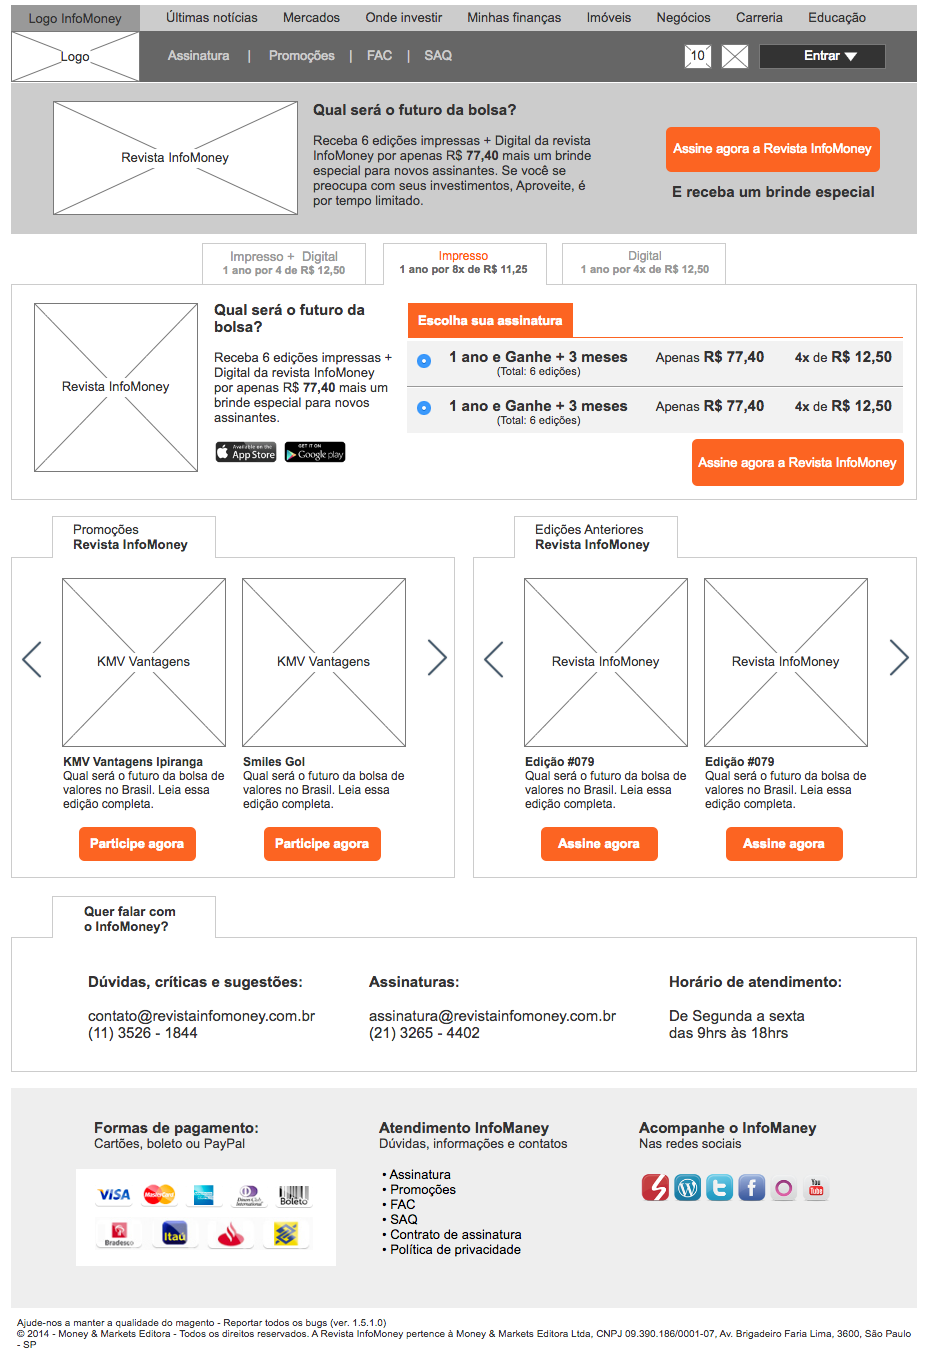 Logo InfoMoney
Últimas notícias Mercados Onde investir Minhas finanças Imóveis Negócios Carreria Educação
Logo
Assinatura | Promoções | FAC | SAQ
10
Entrar
Revista InfoMoney
Qual será o futuro da bolsa?
Receba 6 edições impressas + Digital da revista
InfoMoney por apenas R$ 77,40 mais um brinde
especial para novos assinantes. Se você se
preocupa com seus investimentos, Aproveite, é
por tempo limitado.
Assine agora a Revista InfoMoney
E receba um brinde especial
Impresso + Digital
1 ano por 4 de R$ 12,50
Impresso
1 ano por 8x de R$ 11,25
Digital
1 ano por 4x de R$ 12,50
Revista InfoMoney
Qual será o futuro da
bolsa?
Receba 6 edições impressas +
Digital da revista InfoMoney
por apenas R$ 77,40 mais um
brinde especial para novos
assinantes.
Available on the
App Store
GET IT ON
Google play
Escolha sua assinatura
1 ano e Ganhe + 3 meses Apenas R$ 77,40 4x de R$ 12,50
(Total: 6 edições)
1 ano e Ganhe + 3 meses Apenas R$ 77,40 4x de R$ 12,50
(Total: 6 edições)
Assine agora a Revista InfoMoney
Promoções
Revista InfoMoney
KMV Vantagens
KMV Vantagens
KMV Vantagens Ipiranga
Qual será o futuro da bolsa de
valores no Brasil. Leia essa
edição completa.
Participe agora
Smiles Gol
Qual será o futuro da bolsa de
valores no Brasil. Leia essa
edição completa.
Participe agora
Edições Anteriores
Revista InfoMoney
Revista InfoMoney
Revista InfoMoney
Edição #079
Qual será o futuro da bolsa de
valores no Brasil. Leia essa
edição completa.
Assine agora
Edição #079
Qual será o futuro da bolsa de
valores no Brasil. Leia essa
edição completa.
Assine agora
Quer falar com
o InfoMoney?
Dúvidas, críticas e sugestões:
contato@revistainfomoney.com.br
(11) 3526 - 1844
Assinaturas:
assinatura@revistainfomoney.com.br
(21) 3265 - 4402
Horário de atendimento:
De Segunda a sexta
das 9hrs às 18hrs
Formas de pagamento:
Cartões, boleto ou PayPal
VISA MasterCard Diners Club International Boleto
Bradesco Itaú
Atendimento InfoManey
Dúvidas, informações e contatos
• Assinatura
• Promoções
• FAC
• SAQ
• Contrato de assinatura
• Política de privacidade
Acompanhe o InfoManey
Nas redes sociais
You Tube
Ajude-nos a manter a qualidade do magento - Reportar todos os bugs (ver. 1.5.1.0)
© 2014 - Money & Markets Editora - Todos os direitos reservados. A Revista InfoMoney pertence à Money & Markets Editora Ltda, CNPJ 09.390.186/0001-07, Av. Brigadeiro Faria Lima, 3600, São Paulo
- SP